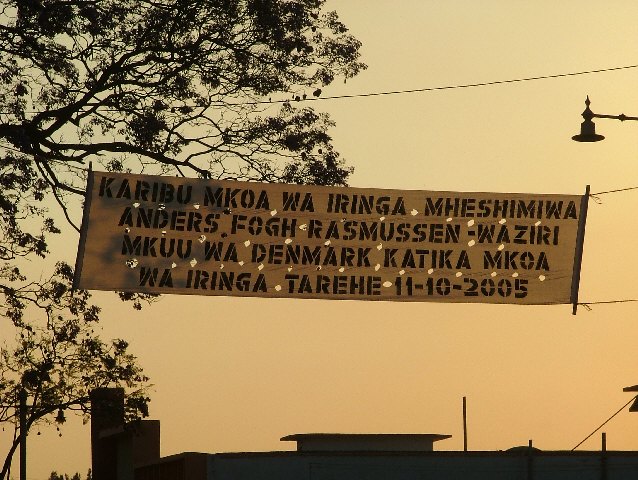 KARIBU MKOA WA IRINGA MHESHIMIWA
ANDERS FOGH RASMUSSEN-WAZIRI
MKUU WA DENMARK KATIKA MKOA
WA IRINGA TAREHE 11-10-2005